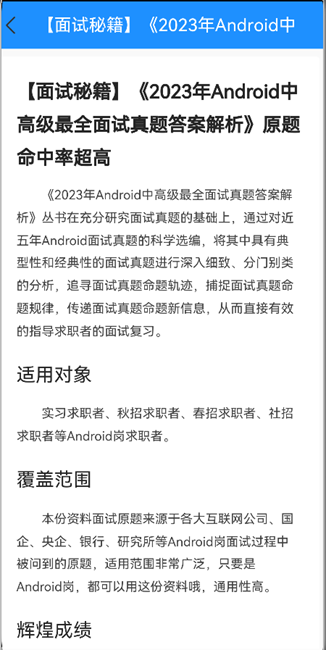 【面试秘籍】《2023年Android中
【面试秘籍】《2023年Android中
高级最全面试真题答案解析》原题
命中率超高
《2023年Android中高级最全面试真题答案解
析》丛书在充分研究面试真题的基础上，通过对近
五年Android面试真题的科学选编，将其中具有典
型性和经典性的面试真题进行深入细致、分门别类
的分析，追寻面试真题命题轨迹，捕捉面试真题命
题规律，传递面试真题命题新信息，从而直接有效
的指导求职者的面试复习。
适用对象
实习求职者、秋招求职者、春招求职者、社招
求职者等Android岗求职者。
覆盖范围
本份资料面试原题来源于各大互联网公司、国
企、央企、银行、研究所等Android岗面试过程中
被问到的原题，适用范围非常广泛，只要是
Android岗，都可以用这份资料哦，通用性高。
辉煌成绩